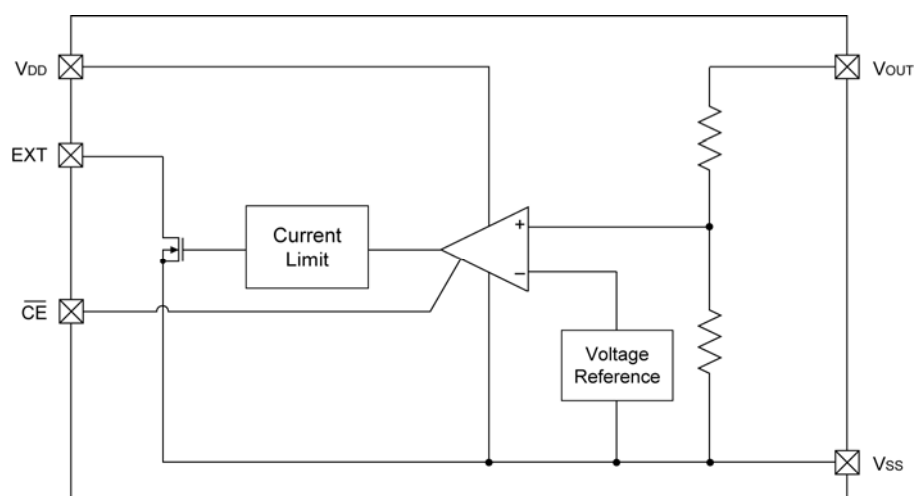 VDD
VOUT
EXT
Current
Limit
+
−
CE
Voltage
Reference
VSS